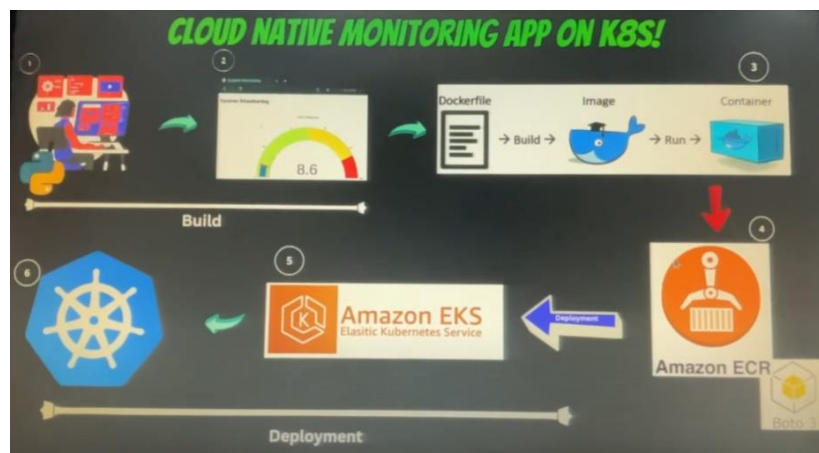 CLOUD NATIVE MONITORING APP ON K8S!
1
2
3
8.6
Dockerfile
Image
Container
→ Build →
→ Run →
Build
4
Amazon ECR
Boto 3
Deployment
5
Amazon EKS
Elasitic Kubernetes Service
6
Deployment